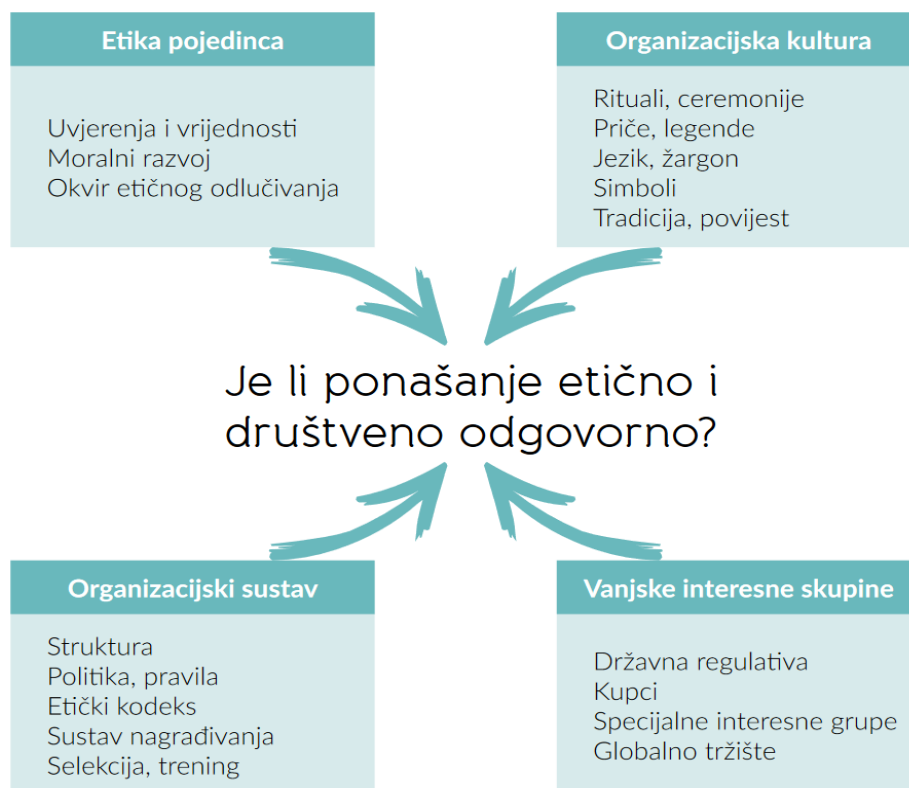 Etika pojedinca
Uvjerenja i vrijednosti
Moralni razvoj
Okvir etičnog odlučivanja
Organizacijska kultura
Rituali, ceremonije
Priče, legende
Jezik, žargon
Simboli
Tradicija, povijest
Je li ponašanje etično i
društveno odgovorno?
Organizacijski sustav
Struktura
Politika, pravila
Etički kodeks
Sustav nagrađivanja
Selekcija, trening
Vanjske interesne skupine
Državna regulativa
Kupci
Specijalne interesne grupe
Globalno tržište